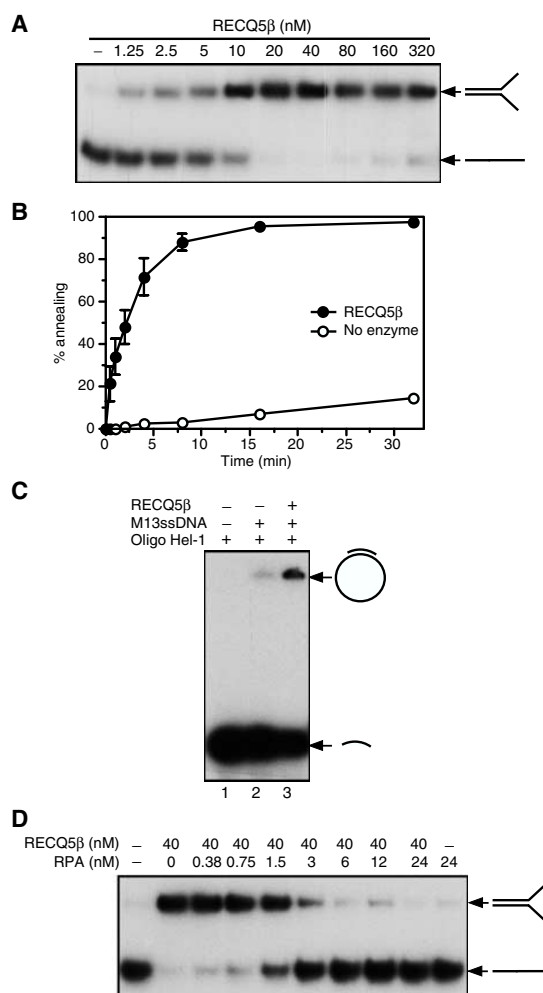 A
RECQ5β (nM)
– 1.25 2.5 5 10 20 40 80 160 320
B
100
80
60
40
20
0
% annealing
RECQ5β
No enzyme
0 5 10 15 20 25 30
Time (min)
C
RECQ5β – – +
M13ssDNA – + +
Oligo Hel-1 + + +
1 2 3
D
RECQ5β (nM) – 40 40 40 40 40 40 40 40 –
RPA (nM) – 0 0.38 0.75 1.5 3 6 12 24 24